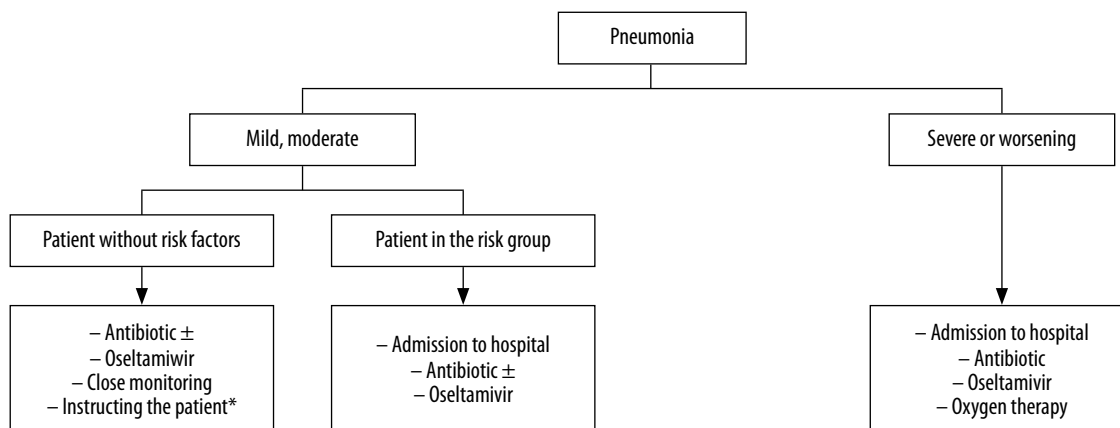 Pneumonia
Mild, moderate
Severe or worsening
Patient without risk factors
Patient in the risk group
– Antibiotic ±
– Oseltamiwir
– Close monitoring
– Instructing the patient*
– Admission to hospital
– Antibiotic ±
– Oseltamivir
– Admission to hospital
– Antibiotic
– Oseltamivir
– Oxygen therapy